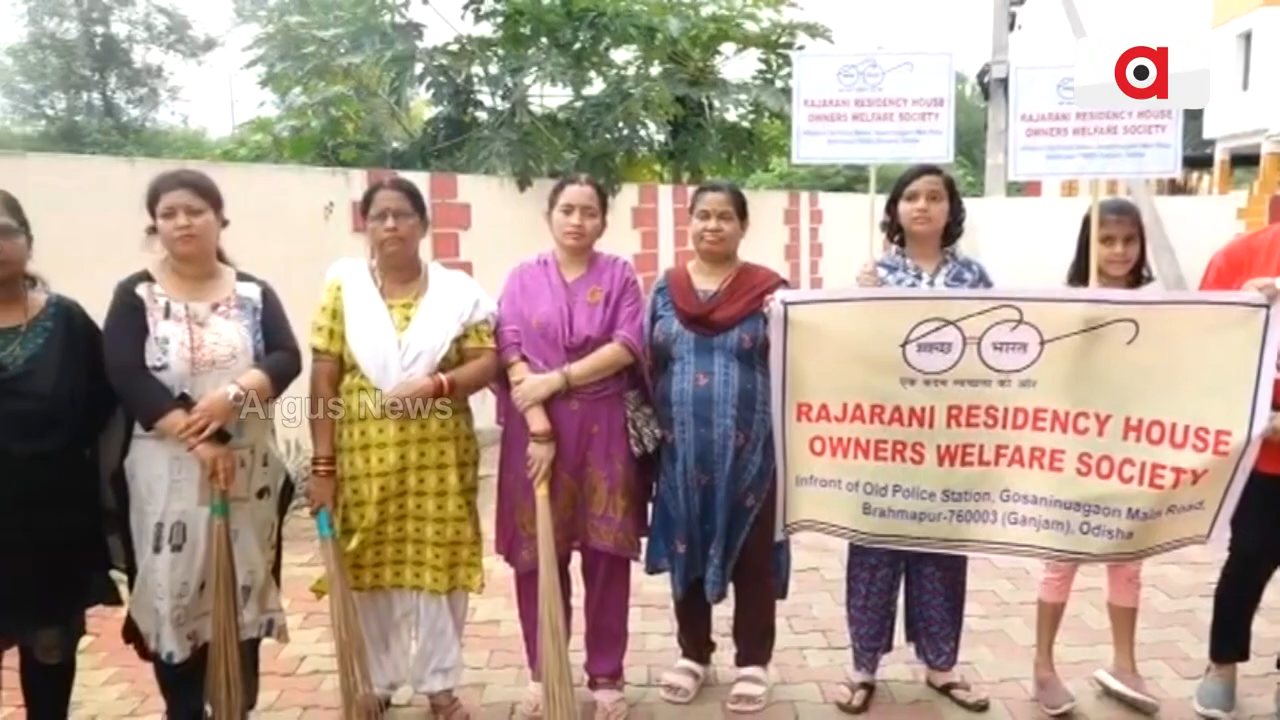 RAJARANI RESIDENCY HOUSE
OWNERS WELFARE SOCIETY
RAJARANI RESIDENCY HOUSE
OWNERS WELFARE SOCIETY
a
Argus News
स्वच्छ भारत
एक कदम स्वच्छता की ओर
RAJARANI RESIDENCY HOUSE
OWNERS WELFARE SOCIETY
Infront of Old Police Station, Gosaninuagaon Main Road,
Brahmapur-760003 (Ganjam), Odisha